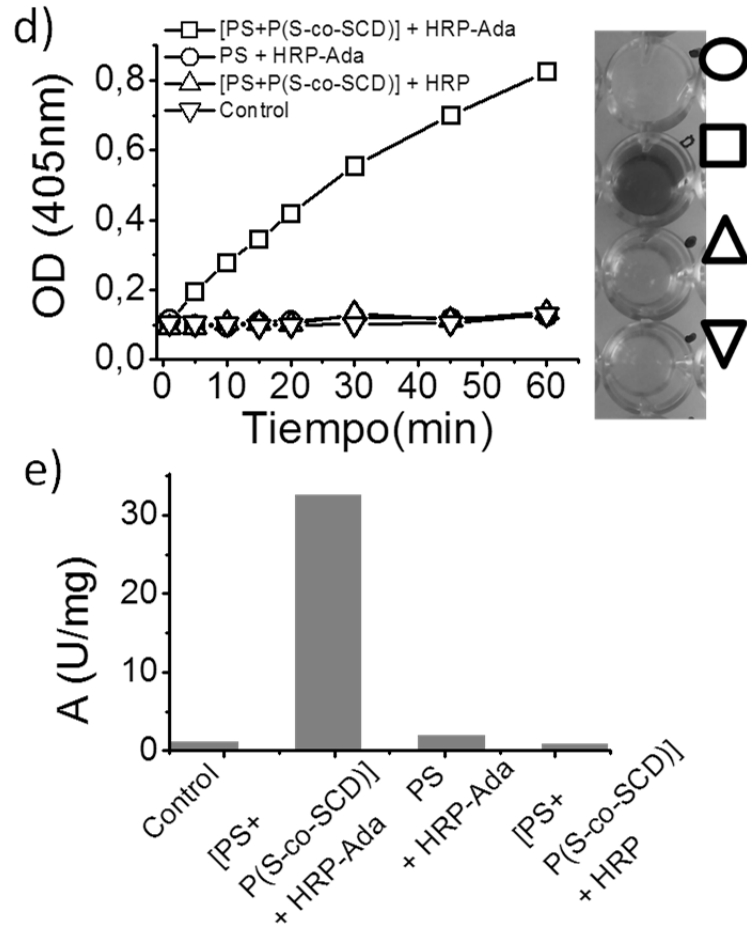 d)
[PS+P(S-co-SCD)] + HRP-Ada
PS + HRP-Ada
[PS+P(S-co-SCD)] + HRP
Control
0,8
0,6
0,4
0,2
0,0
OD (405nm)
0 10 20 30 40 50 60
Tiempo(min)
e)
30
20
10
0
A (U/mg)
Control
[PS+
P(S-co-SCD)]
+ HRP-Ada
PS
+ HRP-Ada
[PS+
P(S-co-SCD)]
+ HRP